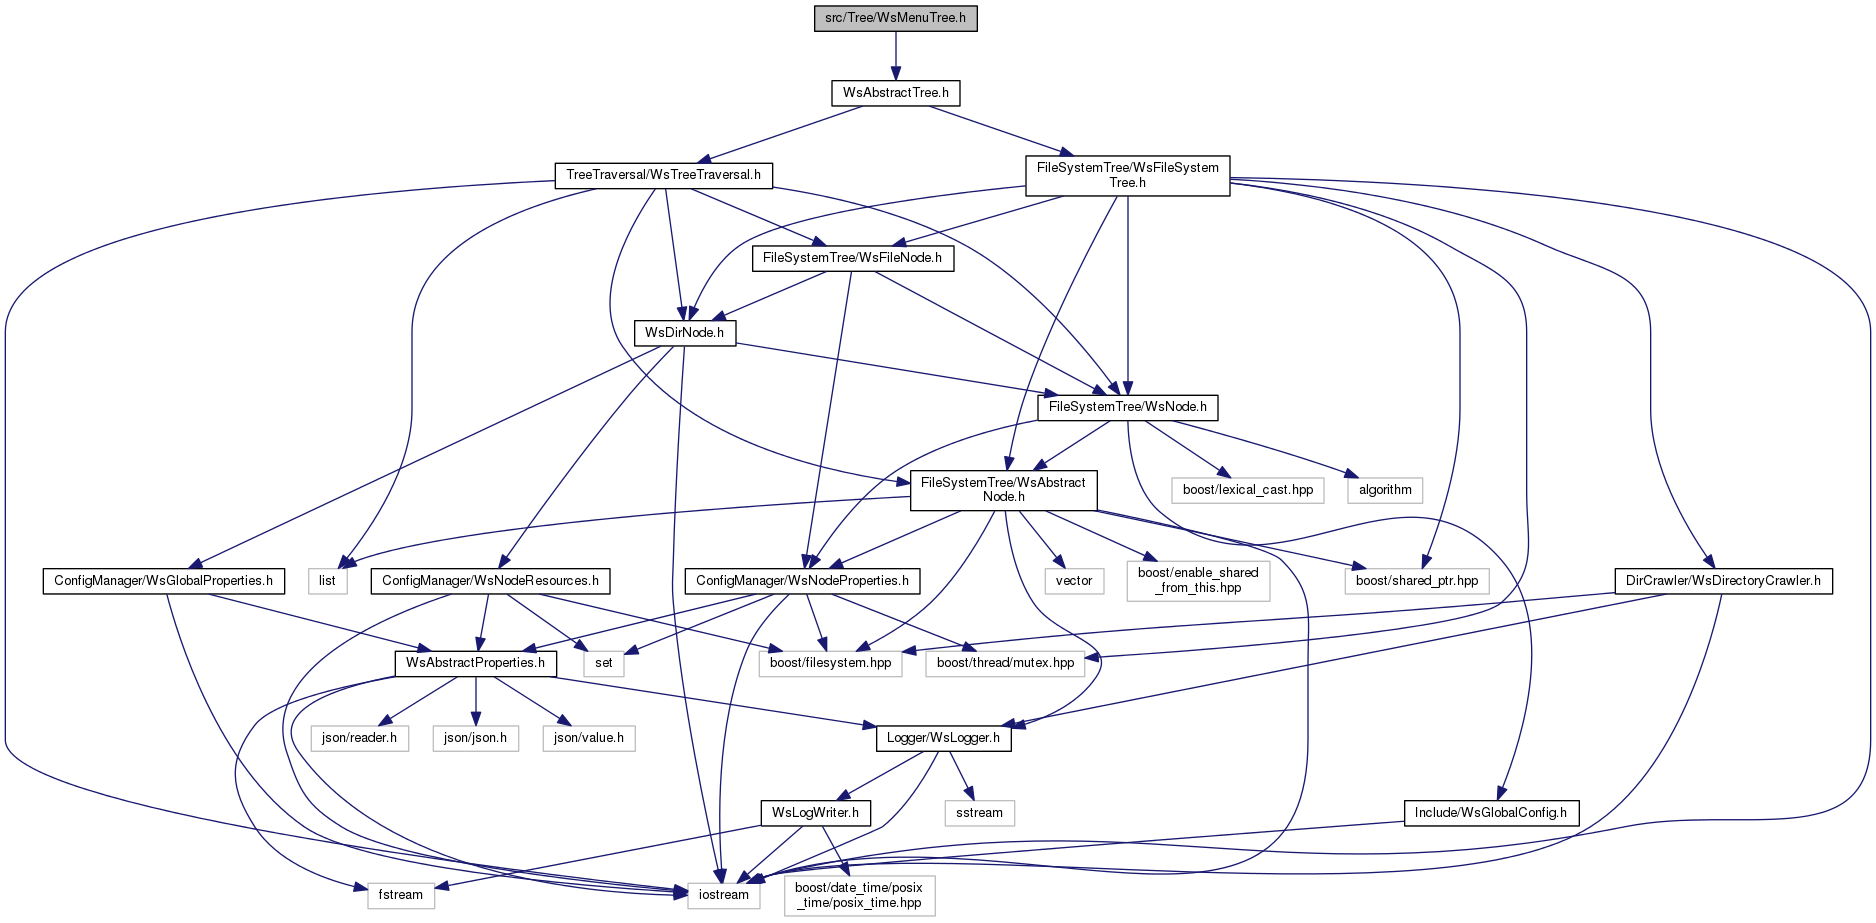 src/Tree/WsMenuTree.h
WsAbstractTree.h
TreeTraversal/WsTreeTraversal.h
FileSystemTree/WsFileSystem
Tree.h
FileSystemTree/WsFileNode.h
WsDirNode.h
FileSystemTree/WsNode.h
FileSystemTree/WsAbstract
Node.h
boost/lexical_cast.hpp
algorithm
ConfigManager/WsGlobalProperties.h
list
ConfigManager/WsNodeResources.h
ConfigManager/WsNodeProperties.h
vector
boost/enable_shared
_from_this.hpp
boost/shared_ptr.hpp
DirCrawler/WsDirectoryCrawler.h
WsAbstractProperties.h
set
boost/filesystem.hpp
boost/thread/mutex.hpp
json/reader.h
json/json.h
json/value.h
Logger/WsLogger.h
WsLogWriter.h
sstream
Include/WsGlobalConfig.h
fstream
iostream
boost/date_time/posix
_time/posix_time.hpp